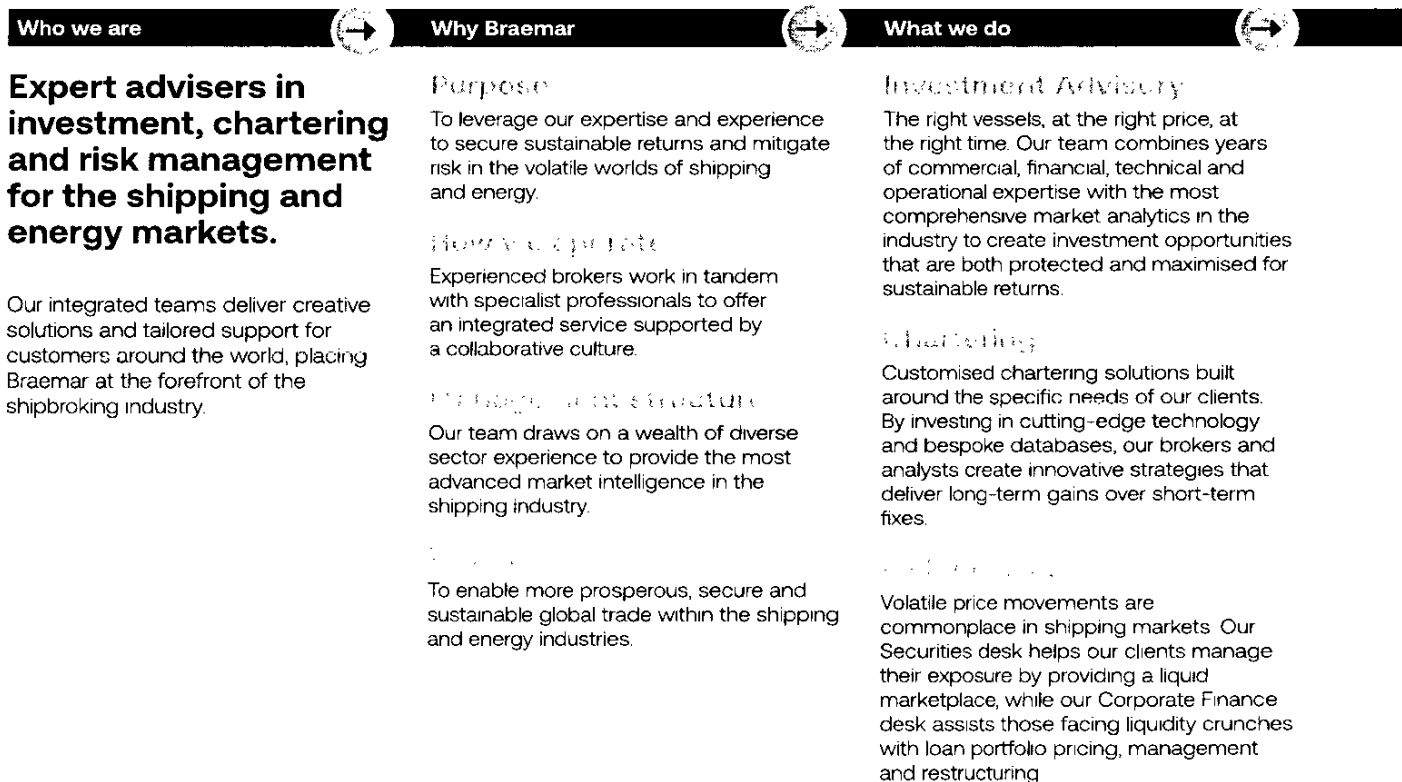 Who we are
Expert advisers in
investment, chartering
and risk management
for the shipping and
energy markets.
Our integrated teams deliver creative
solutions and tailored support for
customers around the world, placing
Braemar at the forefront of the
shipbroking industry.
Why Braemar
Purpose
To leverage our expertise and experience
to secure sustainable returns and mitigate
risk in the volatile worlds of shipping
and energy.
How we operate
Experienced brokers work in tandem
with specialist professionals to offer
an integrated service supported by
a collaborative culture.
Management structure
Our team draws on a wealth of diverse
sector experience to provide the most
advanced market intelligence in the
shipping industry.
To enable more prosperous, secure and
sustainable global trade within the shipping
and energy industries.
What we do
Investment Advisory
The right vessels, at the right price, at
the right time. Our team combines years
of commercial, financial, technical and
operational expertise with the most
comprehensive market analytics in the
industry to create investment opportunities
that are both protected and maximised for
sustainable returns.
Chartering
Customised chartering solutions built
around the specific needs of our clients.
By investing in cutting-edge technology
and bespoke databases, our brokers and
analysts create innovative strategies that
deliver long-term gains over short-term
fixes.
Volatile price movements are
commonplace in shipping markets Our
Securities desk helps our clients manage
their exposure by providing a liquid
marketplace, while our Corporate Finance
desk assists those facing liquidity crunches
with loan portfolio pricing, management
and restructuring